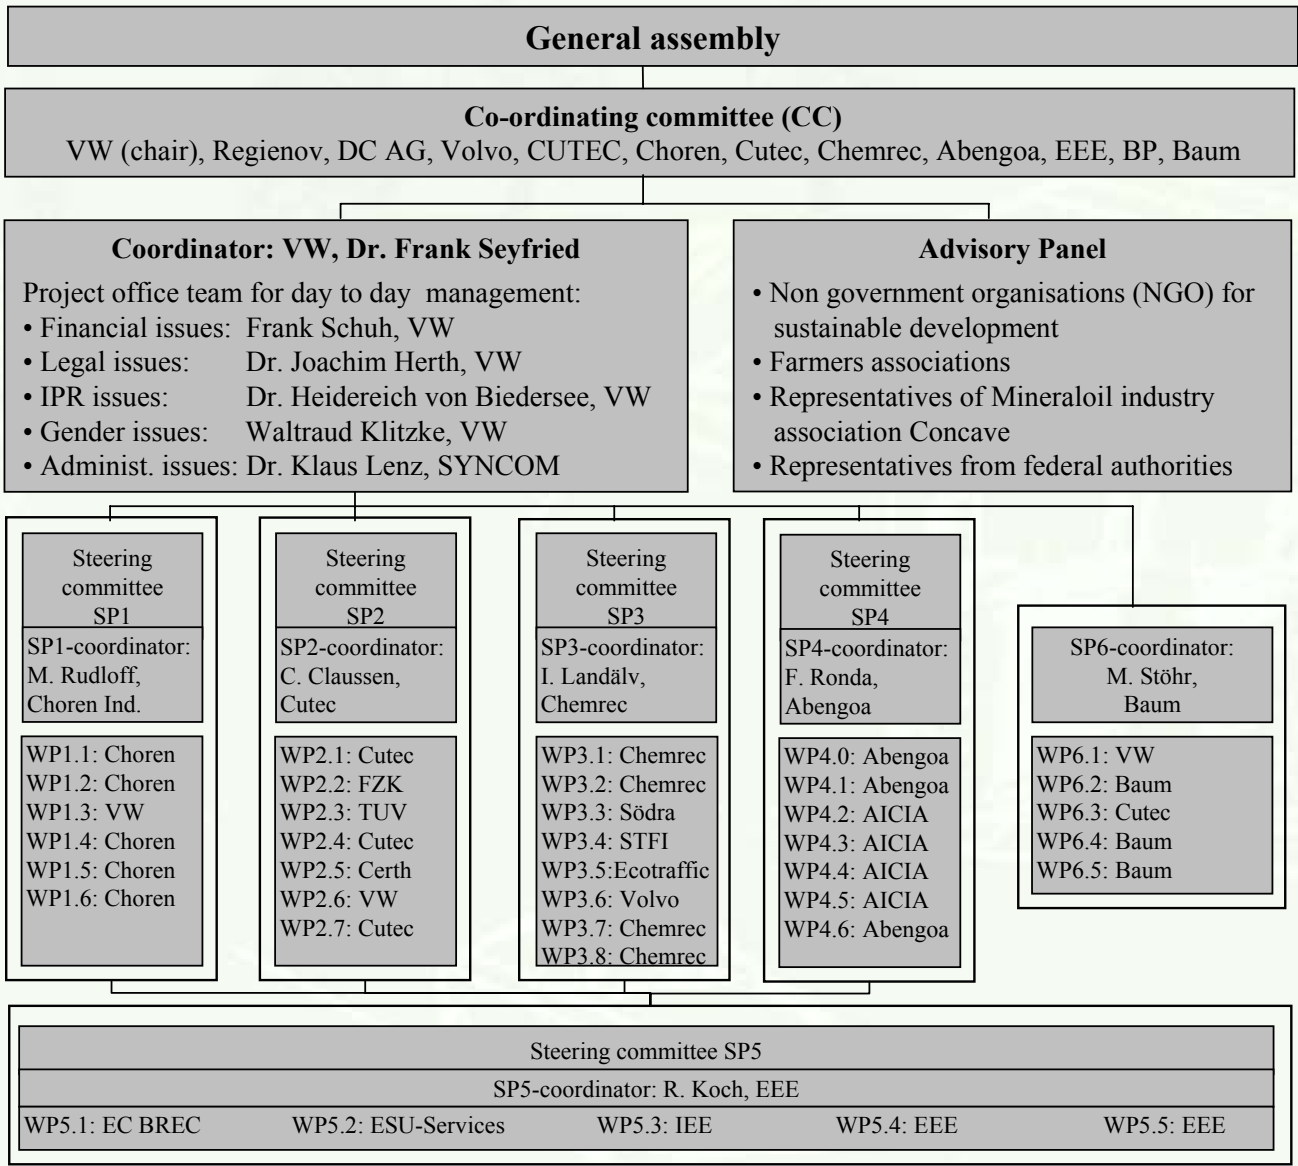 General assembly
Co-ordinating committee (CC)
VW (chair), Regienov, DC AG, Volvo, CUTEC, Choren, Cutec, Chemrec, Abengoa, EEE, BP, Baum
Coordinator: VW, Dr. Frank Seyfried
Project office team for day to day management:
• Financial issues: Frank Schuh, VW
• Legal issues: Dr. Joachim Herth, VW
• IPR issues: Dr. Heidereich von Biedersee, VW
• Gender issues: Waltraud Klitzke, VW
• Administ. issues: Dr. Klaus Lenz, SYNCOM
Advisory Panel
• Non government organisations (NGO) for
sustainable development
• Farmers associations
• Representatives of Mineraloil industry
association Concave
• Representatives from federal authorities
Steering
committee
SP1
SP1-coordinator:
M. Rudloff,
Choren Ind.
WP1.1: Choren
WP1.2: Choren
WP1.3: VW
WP1.4: Choren
WP1.5: Choren
WP1.6: Choren
Steering
committee
SP2
SP2-coordinator:
C. Claussen,
Cutec
WP2.1: Cutec
WP2.2: FZK
WP2.3: TUV
WP2.4: Cutec
WP2.5: Certh
WP2.6: VW
WP2.7: Cutec
Steering
committee
SP3
SP3-coordinator:
I. Landälv,
Chemrec
WP3.1: Chemrec
WP3.2: Chemrec
WP3.3: Södra
WP3.4: STFI
WP3.5:Ecotraffic
WP3.6: Volvo
WP3.7: Chemrec
WP3.8: Chemrec
Steering
committee
SP4
SP4-coordinator:
F. Ronda,
Abengoa
WP4.0: Abengoa
WP4.1: Abengoa
WP4.2: AICIA
WP4.3: AICIA
WP4.4: AICIA
WP4.5: AICIA
WP4.6: Abengoa
SP6-coordinator:
M. Stöhr,
Baum
WP6.1: VW
WP6.2: Baum
WP6.3: Cutec
WP6.4: Baum
WP6.5: Baum
Steering committee SP5
SP5-coordinator: R. Koch, EEE
WP5.1: EC BREC WP5.2: ESU-Services WP5.3: IEE WP5.4: EEE WP5.5: EEE